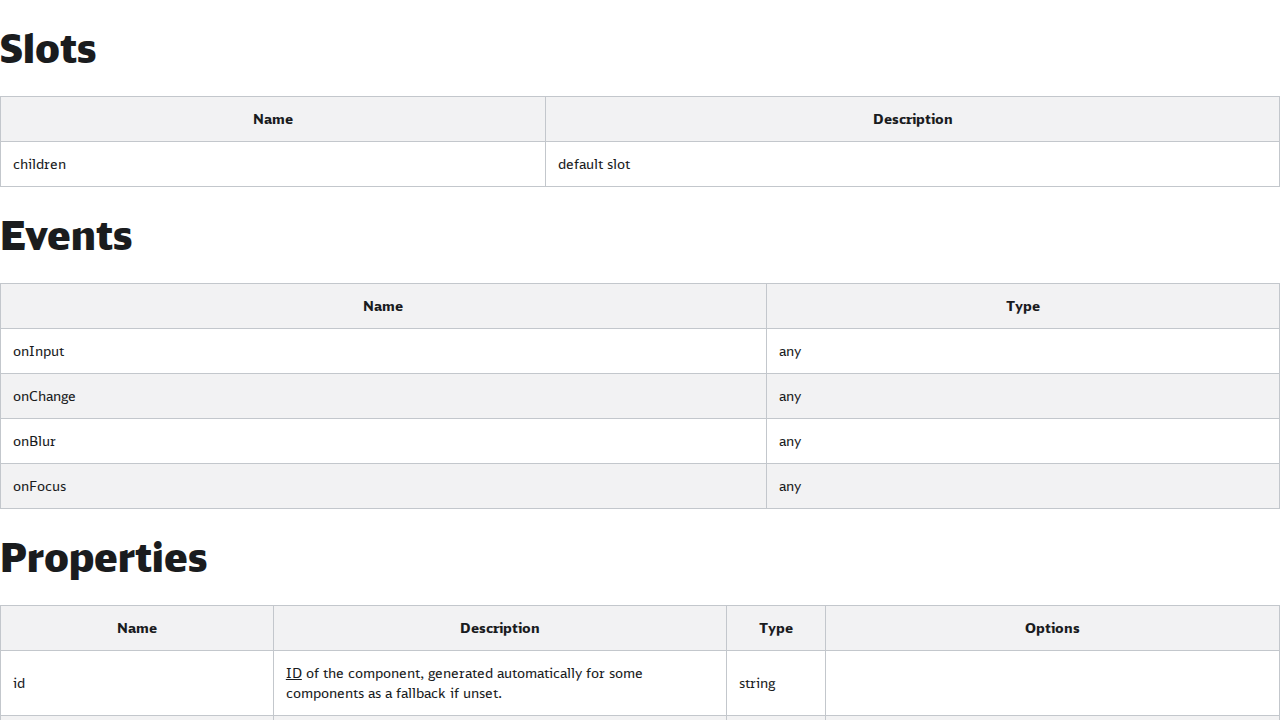 Slots
Name Description
children default slot
Events
Name Type
onInput any
onChange any
onBlur any
onFocus any
Properties
Name Description Type Options
id ID of the component, generated automatically for some components as a fallback if unset. string